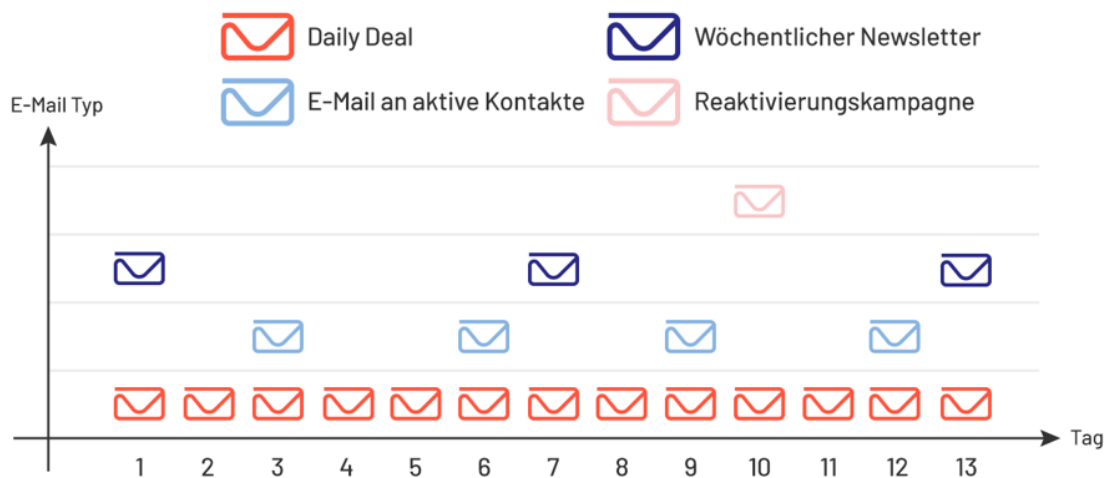 Daily Deal
Wöchentlicher Newsletter
E-Mail an aktive Kontakte
Reaktivierungskampagne
E-Mail Typ
Tag
1 2 3 4 5 6 7 8 9 10 11 12 13